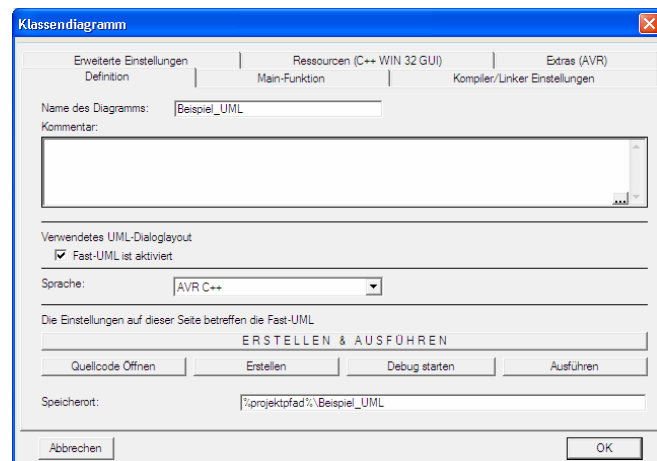 Klassendiagramm
Erweiterte Einstellungen Ressourcen (C++ WIN 32 GUI) Extras (AVR)
Definition Main-Funktion Kompiler/Linker Einstellungen
Name des Diagramms: Beispiel_UML
Kommentar:
...
Verwendetes UML-Dialoglayout
Fast-UML ist aktiviert
Sprache: AVR C++
Die Einstellungen auf dieser Seite betreffen die Fast-UML
ERSTELLEN & AUSFÜHREN
Quellcode Öffnen Erstellen Debug starten Ausführen
Speicherort: %projektpfad%\Beispiel_UML
Abbrechen OK